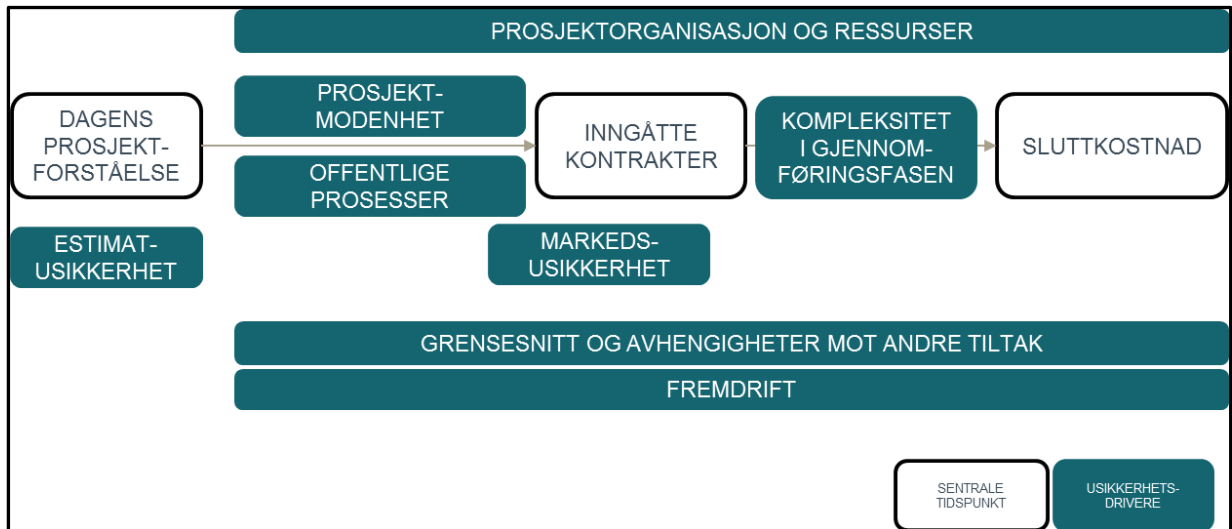 PROSJEKTORGANISASJON OG RESSURSER
DAGENS
PROSJEKT-
FORSTÅELSE
PROSJEKT-
MODENHET
OFFENTLIGE
PROSESSER
INNGÅTTE
KONTRAKTER
KOMPLEKSITET
I GJENNOM-
FØRINGSFASEN
SLUTTKOSTNAD
ESTIMAT-
USIKKERHET
MARKEDS-
USIKKERHET
GRENSESNITT OG AVHENGIGHETER MOT ANDRE TILTAK
FREMDRIFT
SENTRALE
TIDSPUNKT
USIKKERHETS-
DRIVERE